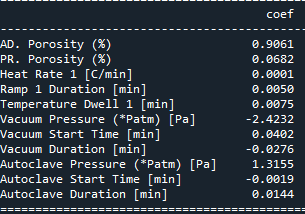 coef
AD. Porosity (%) 0.9061
PR. Porosity (%) 0.0682
Heat Rate 1 [C/min] 0.0001
Ramp 1 Duration [min] 0.0050
Temperature Dwell 1 [min] 0.0075
Vacuum Pressure (*Patm) [Pa] -2.4232
Vacuum Start Time [min] 0.0402
Vacuum Duration [min] -0.0276
Autoclave Pressure (*Patm) [Pa] 1.3155
Autoclave Start Time [min] -0.0019
Autoclave Duration [min] 0.0144